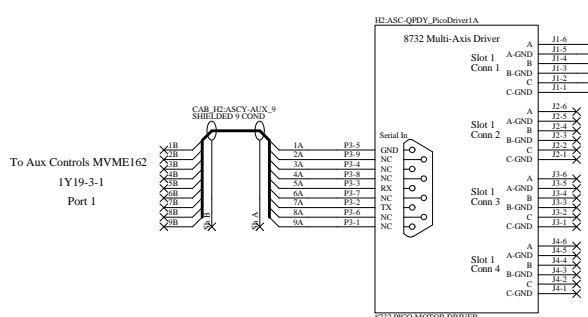 H2:ASC-QPDY_PicoDriver1A
8732 Multi-Axis Driver
Slot 1
Conn 1
A J1-6
A-GND J1-5
B J1-4
B-GND J1-3
C J1-2
C-GND J1-1
Slot 1
Conn 2
A J2-6
A-GND J2-5
B J2-4
B-GND J2-3
C J2-2
C-GND J2-1
Slot 1
Conn 3
A J3-6
A-GND J3-5
B J3-4
B-GND J3-3
C J3-2
C-GND J3-1
Slot 1
Conn 4
A J4-6
A-GND J4-5
B J4-4
B-GND J4-3
C J4-2
C-GND J4-1
CAB_H2:ASCY-AUX_9
SHIELDED 9 COND
To Aux Controls MVME162
1Y19-3-1
Port 1
Serial In
1B 1A P3-5 GND
2B 2A P3-9 NC
3B 3A P3-4 NC
4B 4A P3-8 NC
5B 5A P3-3 RX
6B 6A P3-7 NC
7B 7A P3-2 TX
8B 8A P3-6 NC
9B 9A P3-1 NC
Sh B
Sh A
8732 PICO MOTOR DRIVER